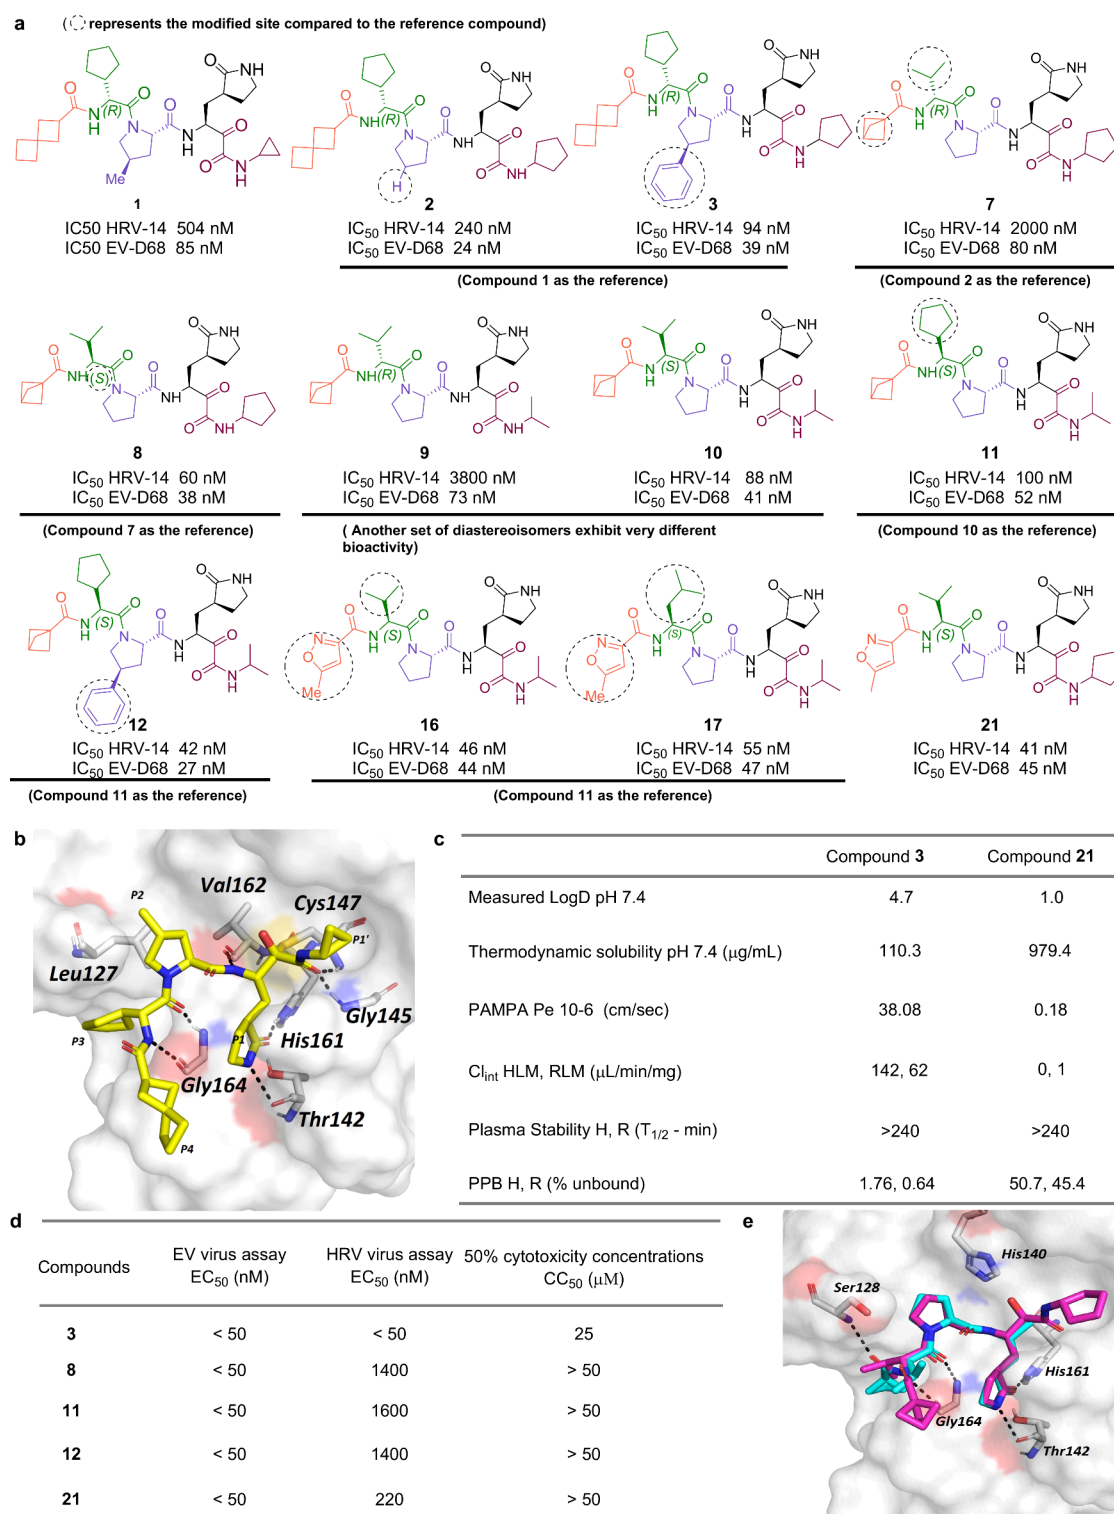 a ( represents the modified site compared to the reference compound)
1
IC50 HRV-14 504 nM
IC50 EV-D68 85 nM
2
IC50 HRV-14 240 nM
IC50 EV-D68 24 nM
3
IC50 HRV-14 94 nM
IC50 EV-D68 39 nM
7
IC50 HRV-14 2000 nM
IC50 EV-D68 80 nM
(Compound 1 as the reference)
(Compound 2 as the reference)
8
IC50 HRV-14 60 nM
IC50 EV-D68 38 nM
9
IC50 HRV-14 3800 nM
IC50 EV-D68 73 nM
10
IC50 HRV-14 88 nM
IC50 EV-D68 41 nM
11
IC50 HRV-14 100 nM
IC50 EV-D68 52 nM
(Compound 7 as the reference)
( Another set of diastereoisomers exhibit very different
bioactivity)
(Compound 10 as the reference)
12
IC50 HRV-14 42 nM
IC50 EV-D68 27 nM
16
IC50 HRV-14 46 nM
IC50 EV-D68 44 nM
17
IC50 HRV-14 55 nM
IC50 EV-D68 47 nM
21
IC50 HRV-14 41 nM
IC50 EV-D68 45 nM
(Compound 11 as the reference)
(Compound 11 as the reference)
b
P2
Val162
Cys147
P1'
Leu127
Gly145
P3
P1
His161
Gly164
Thr142
P4
c
Compound 3 Compound 21
Measured LogD pH 7.4 4.7 1.0
Thermodynamic solubility pH 7.4 (μg/mL) 110.3 979.4
PAMPA Pe 10-6 (cm/sec) 38.08 0.18
Clint HLM, RLM (μL/min/mg) 142, 62 0, 1
Plasma Stability H, R (T1/2 - min) >240 >240
PPB H, R (% unbound) 1.76, 0.64 50.7, 45.4
d
Compounds
EV virus assay
EC50 (nM)
HRV virus assay
EC50 (nM)
50% cytotoxicity concentrations
CC50 (μM)
3 < 50 < 50 25
8 < 50 1400 > 50
11 < 50 1600 > 50
12 < 50 1400 > 50
21 < 50 220 > 50
e
His140
Ser128
His161
Gly164
Thr142